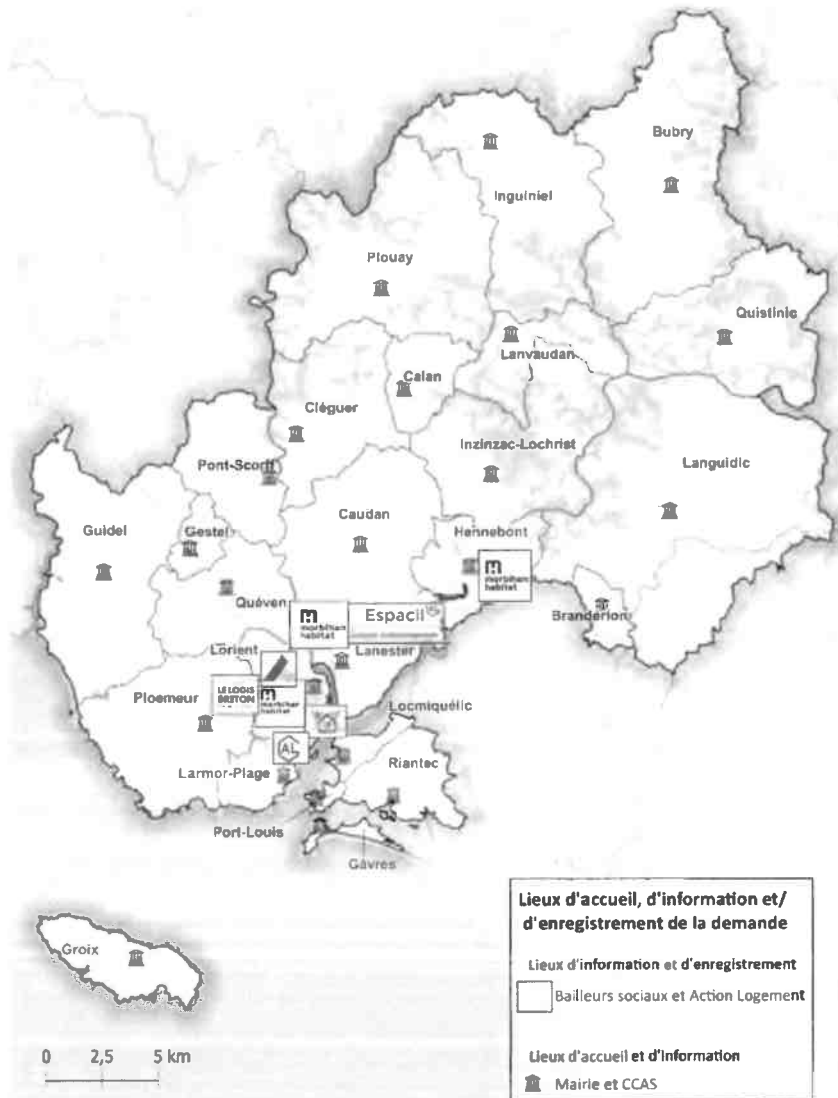 Bubry
Inguiniel
Plouay
Quistinic
Lanvaudan
Calan
Cléguer
Inzinzac-Lochrist
Languidic
Pont-Scorff
Caudan
Hennebont
Guidel
Gestel
morbihan
habitat
Quéven
Brandérion
morbihan
habitat
Espacil
Lorient
Lanester
LE LOGIS
BRETON
morbihan
habitat
Ploemeur
Locmiquélic
AL
Larmor-Plage
Riantec
Port-Louis
Gâvres
Groix
0 2,5 5 km
Lieux d'accueil, d'information et/
d'enregistrement de la demande
Lieux d'information et d'enregistrement
Bailleurs sociaux et Action Logement
Lieux d'accueil et d'information
Mairie et CCAS